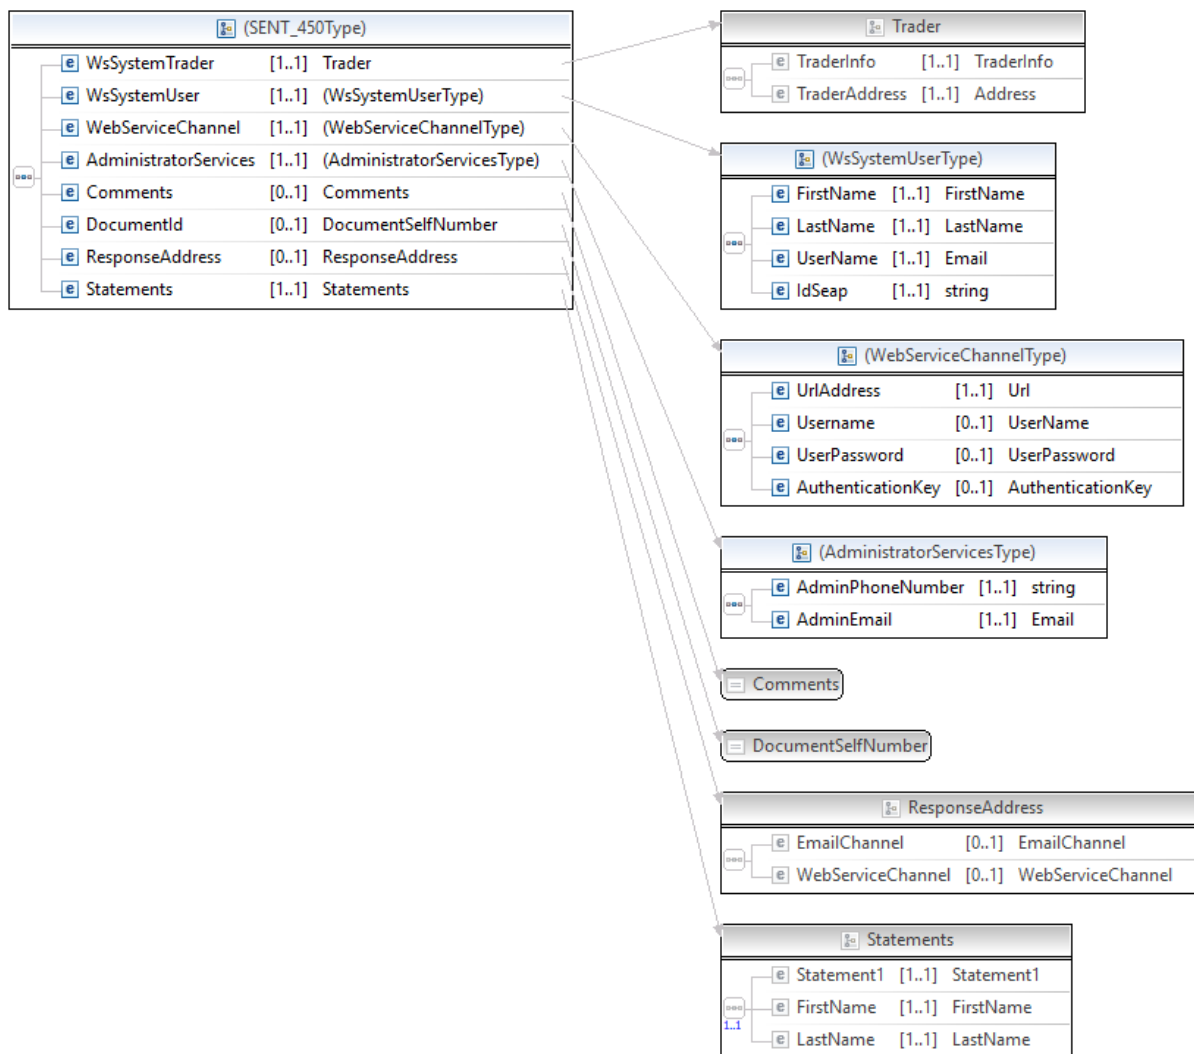 (SENT_450Type)
WsSystemTrader [1..1] Trader
WsSystemUser [1..1] (WsSystemUserType)
WebServiceChannel [1..1] (WebServiceChannelType)
AdministratorServices [1..1] (AdministratorServicesType)
Comments [0..1] Comments
DocumentId [0..1] DocumentSelfNumber
ResponseAddress [0..1] ResponseAddress
Statements [1..1] Statements
Trader
e TraderInfo [1..1] TraderInfo
e TraderAddress [1..1] Address
(WsSystemUserType)
e FirstName [1..1] FirstName
e LastName [1..1] LastName
e UserName [1..1] Email
e IdSeap [1..1] string
(WebServiceChannelType)
e UrlAddress [1..1] Url
e Username [0..1] UserName
e UserPassword [0..1] UserPassword
e AuthenticationKey [0..1] AuthenticationKey
(AdministratorServicesType)
e AdminPhoneNumber [1..1] string
e AdminEmail [1..1] Email
Comments
DocumentSelfNumber
ResponseAddress
e EmailChannel [0..1] EmailChannel
e WebServiceChannel [0..1] WebServiceChannel
Statements
e Statement1 [1..1] Statement1
e FirstName [1..1] FirstName
1..1
e LastName [1..1] LastName